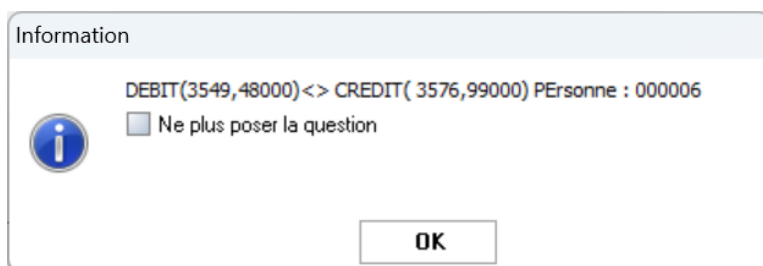 Information
DEBIT(3549,48000)<> CREDIT( 3576,99000) PErsonne : 000006
Ne plus poser la question
OK